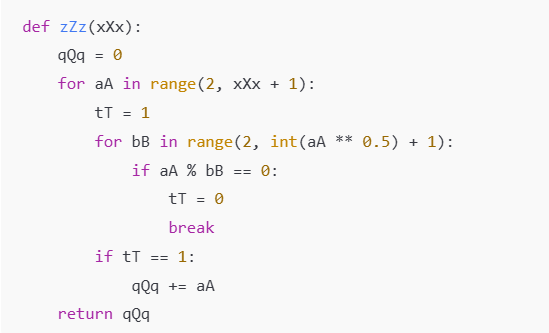 def zZz(xXx):
    qQq = 0
    for aA in range(2, xXx + 1):
        tT = 1
        for bB in range(2, int(aA ** 0.5) + 1):
            if aA % bB == 0:
                tT = 0
                break
        if tT == 1:
            qQq += aA
    return qQq